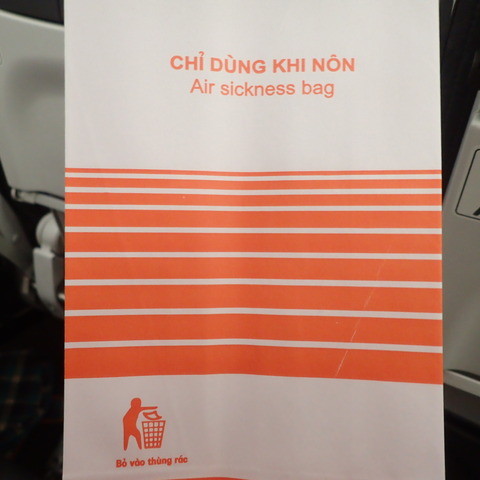 CHỈ DÙNG KHI NÔN
Air sickness bag
Bỏ vào thùng rác